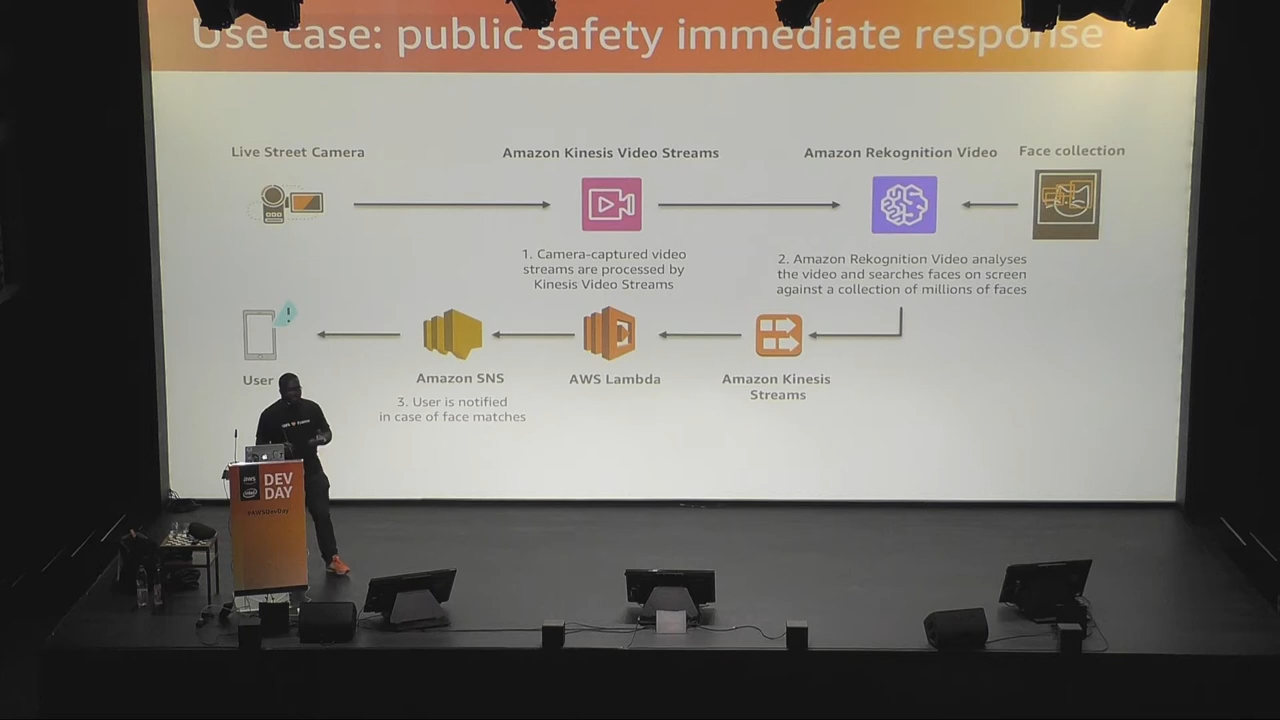 Use case: public safety immediate response
Live Street Camera
Amazon Kinesis Video Streams
Amazon Rekognition Video
Face collection
1. Camera-captured video
streams are processed by
Kinesis Video Streams
2. Amazon Rekognition Video analyses
the video and searches faces on screen
against a collection of millions of faces
User
Amazon SNS
AWS Lambda
Amazon Kinesis
Streams
3. User is notified
in case of face matches
aws
DEV
DAY
#AWSDevDay